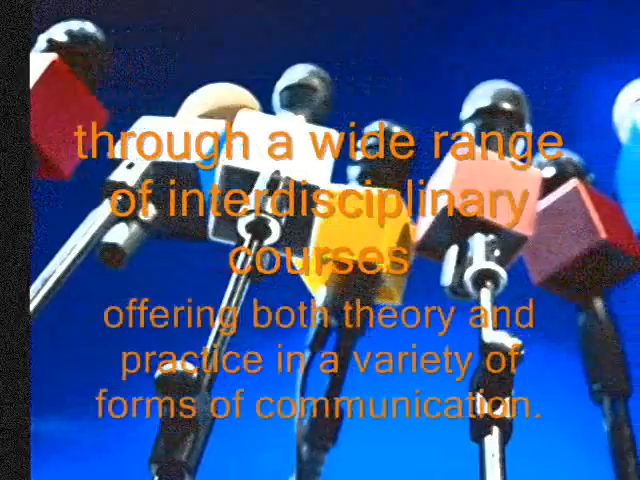 through a wide range
of interdisciplinary
courses
offering both theory and
practice in a variety of
forms of communication.